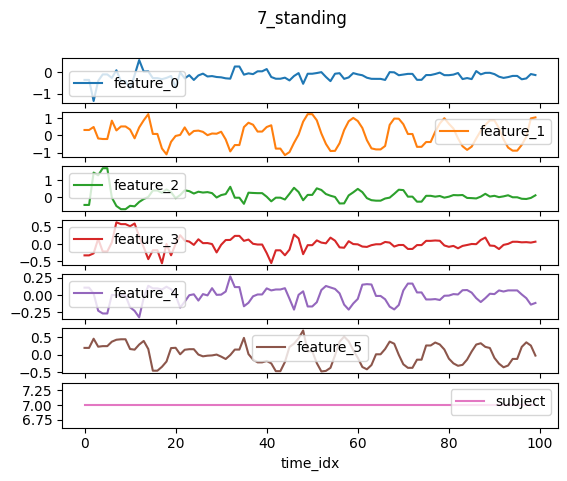 7_standing
0
−1
feature_0
1
0
−1
feature_1
1
0
feature_2
0.5
0.0
−0.5
feature_3
0.25
0.00
−0.25
feature_4
0.5
0.0
−0.5
feature_5
7.25
7.00
6.75
subject
0 20 40 60 80 100
time_idx